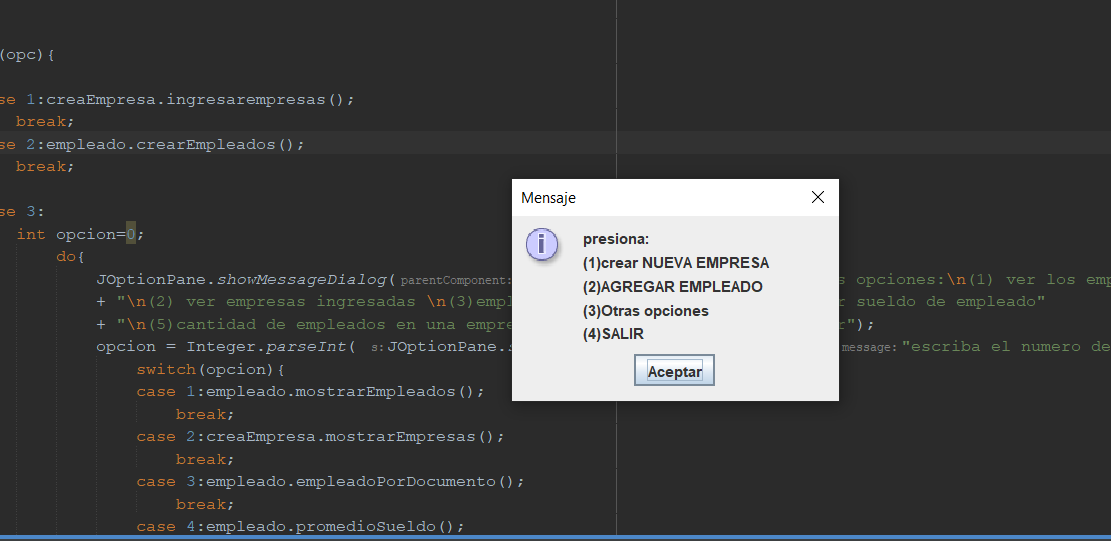 (opc){
se 1:creaEmpresa.ingresarempresas();
break;
se 2:empleado.crearEmpleados();
break;
se 3:
int opcion=0;
do{
JOptionPane.showMessageDialog( parentComponent: s opciones:\n(1) ver los emp
+ "\n(2) ver empresas ingresadas \n(3)empl r sueldo de empleado"
+ "\n(5)cantidad de empleados en una empre r");
opcion = Integer.parseInt( s: JOptionPane. message: "escriba el numero de
switch(opcion){
case 1:empleado.mostrarEmpleados();
break;
case 2:creaEmpresa.mostrarEmpresas();
break;
case 3:empleado.empleadoPorDocumento();
break;
case 4:empleado.promedioSueldo();
Mensaje
presiona:
(1)crear NUEVA EMPRESA
(2)AGREGAR EMPLEADO
(3)Otras opciones
(4)SALIR
Aceptar